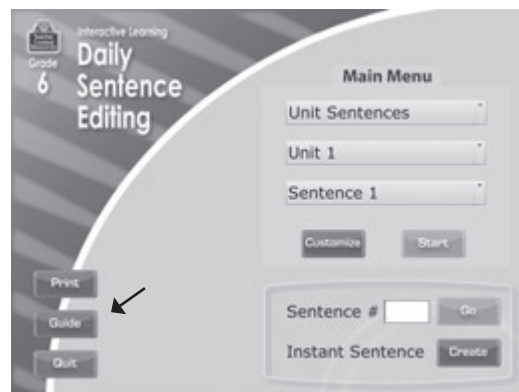 Interactive Learning
Daily
Grade
6
Sentence
Editing
Main Menu
Unit Sentences
Unit 1
Sentence 1
Customize Start
Print
Guide
Quit
Sentence # Go
Instant Sentence Create